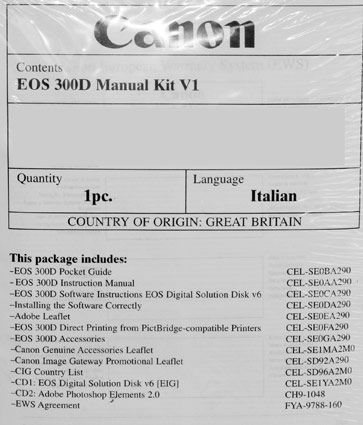 Canon
Contents
EOS 300D Manual Kit V1
Quantity Language
1pc. Italian
COUNTRY OF ORIGIN: GREAT BRITAIN
This package includes:
-EOS 300D Pocket Guide CEL-SE0BA290
-EOS 300D Instruction Manual CEL-SE0AA290
-EOS 300D Software Instructions EOS Digital Solution Disk v6 CEL-SE0CA290
-Installing the Software Correctly CEL-SE0DA290
-Adobe Leaflet CEL-SE0EA290
-EOS 300D Direct Printing from PictBridge-compatible Printers CEL-SE0FA290
-EOS 300D Accessories CEL-SE0GA290
-Canon Genuine Accessories Leaflet CEL-SE1MA2M0
-Canon Image Gateway Promotional Leaflet CEL-SD92A290
-CIG Country List CEL-SD96A2M0
-CD1: EOS Digital Solution Disk v6 [EIG] CEL-SE1YA2M0
-CD2: Adobe Photoshop Elements 2.0 CH9-1048
-EWS Agreement FYA-9788-160